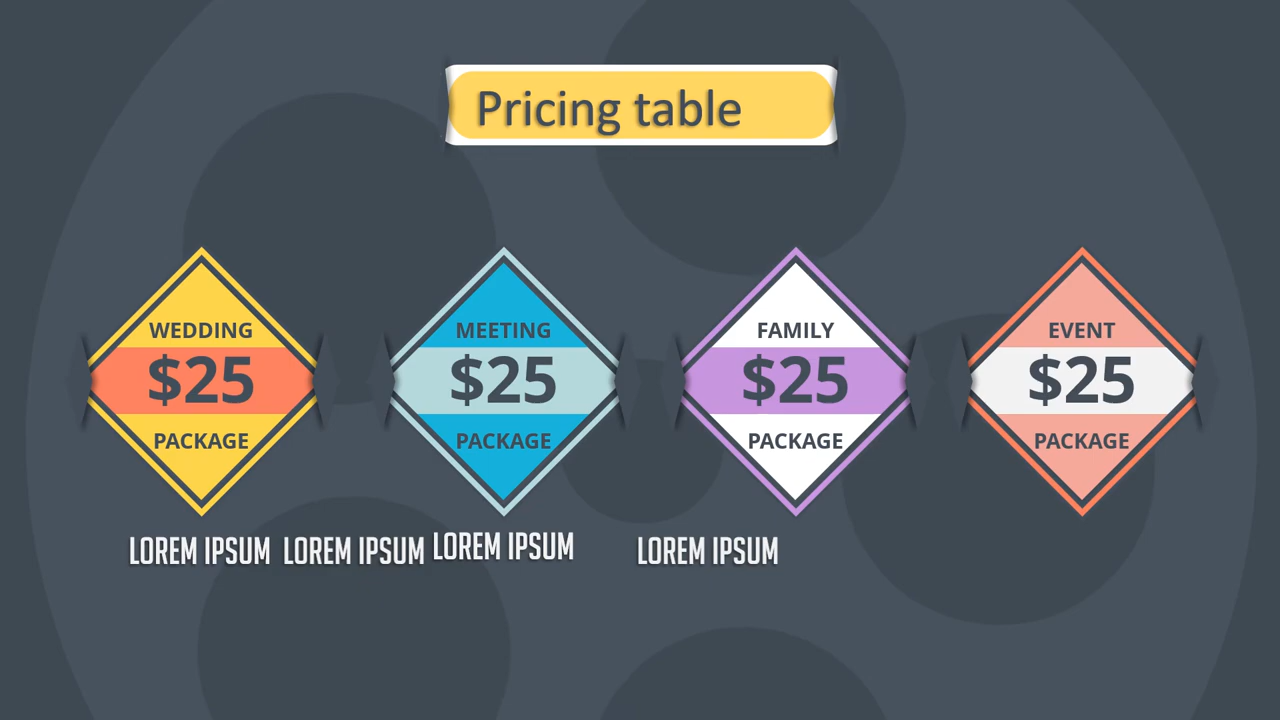 Pricing table
WEDDING
$25
PACKAGE
MEETING
$25
PACKAGE
FAMILY
$25
PACKAGE
EVENT
$25
PACKAGE
LOREM IPSUM
LOREM IPSUM
LOREM IPSUM
LOREM IPSUM